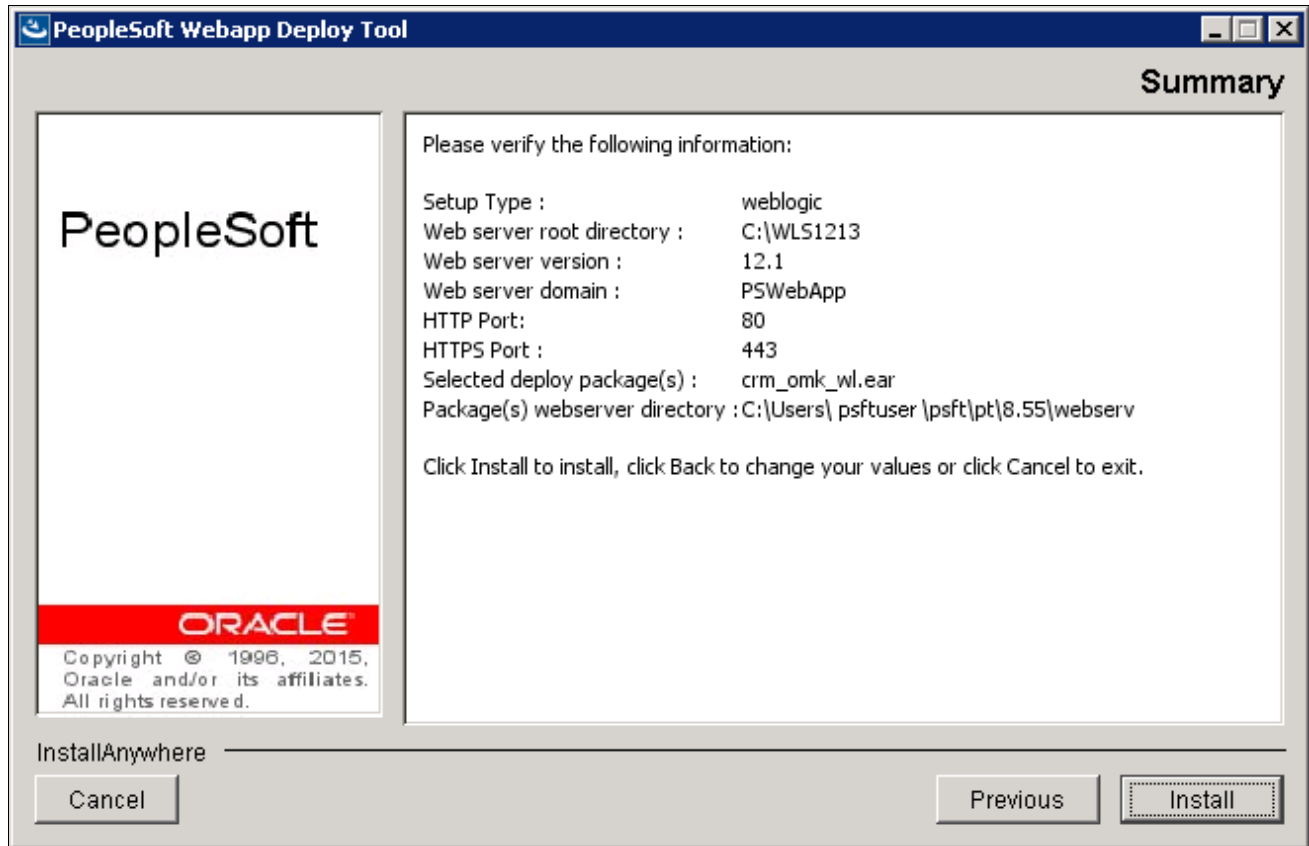 PeopleSoft Webapp Deploy Tool
Summary
PeopleSoft
ORACLE
Copyright © 1996, 2015,
Oracle and/or its affiliates.
All rights reserved.
Please verify the following information:
Setup Type : weblogic
Web server root directory : C:\WLS1213
Web server version : 12.1
Web server domain : PSWebApp
HTTP Port: 80
HTTPS Port : 443
Selected deploy package(s) : crm_omk_wl.ear
Package(s) webserver directory : C:\Users\ psftuser \psft\pt\8.55\webserv
Click Install to install, click Back to change your values or click Cancel to exit.
InstallAnywhere
Cancel Previous Install